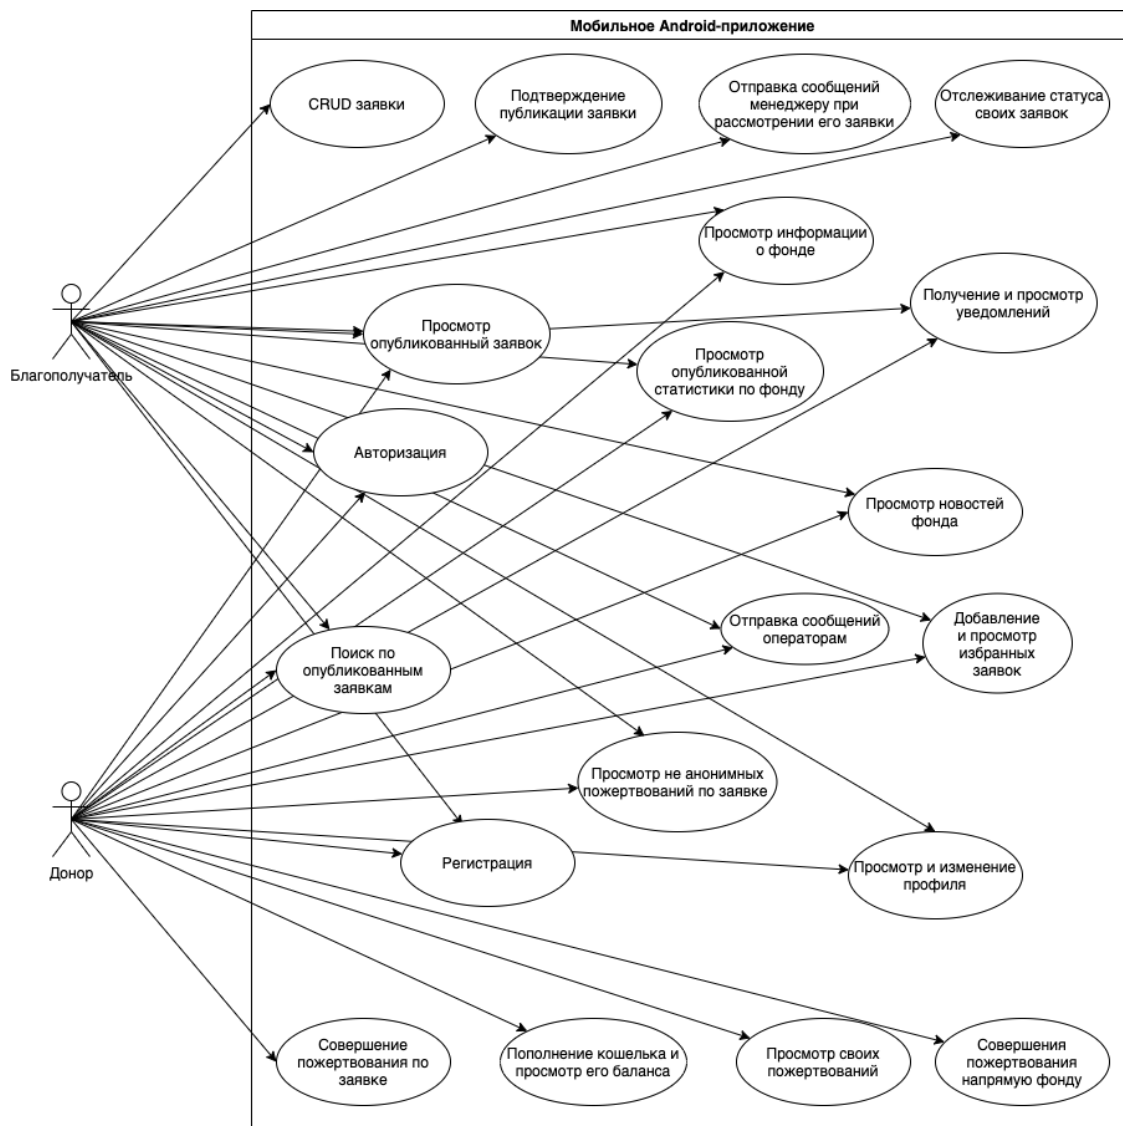 Мобильное Android-приложение
CRUD заявки
Подтверждение
публикации заявки
Отправка сообщений
менеджеру при
рассмотрении его заявки
Отслеживание статуса
своих заявок
Просмотр информации
о фонде
Получение и просмотр
уведомлений
Просмотр
опубликованный заявок
Просмотр
опубликованной
статистики по фонду
Благополучатель
Авторизация
Просмотр новостей
фонда
Отправка сообщений
операторам
Добавление
и просмотр
избранных
заявок
Поиск по
опубликованным
заявкам
Просмотр не анонимных
пожертвований по заявке
Донор
Регистрация
Просмотр и изменение
профиля
Совершение
пожертвования по
заявке
Пополнение кошелька и
просмотр его баланса
Просмотр своих
пожертвований
Совершения
пожертвования
напрямую фонду